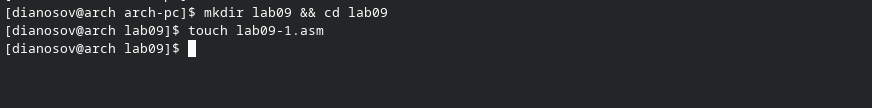 [dianosov@arch arch-pc]$ mkdir lab09 && cd lab09
[dianosov@arch lab09]$ touch lab09-1.asm
[dianosov@arch lab09]$